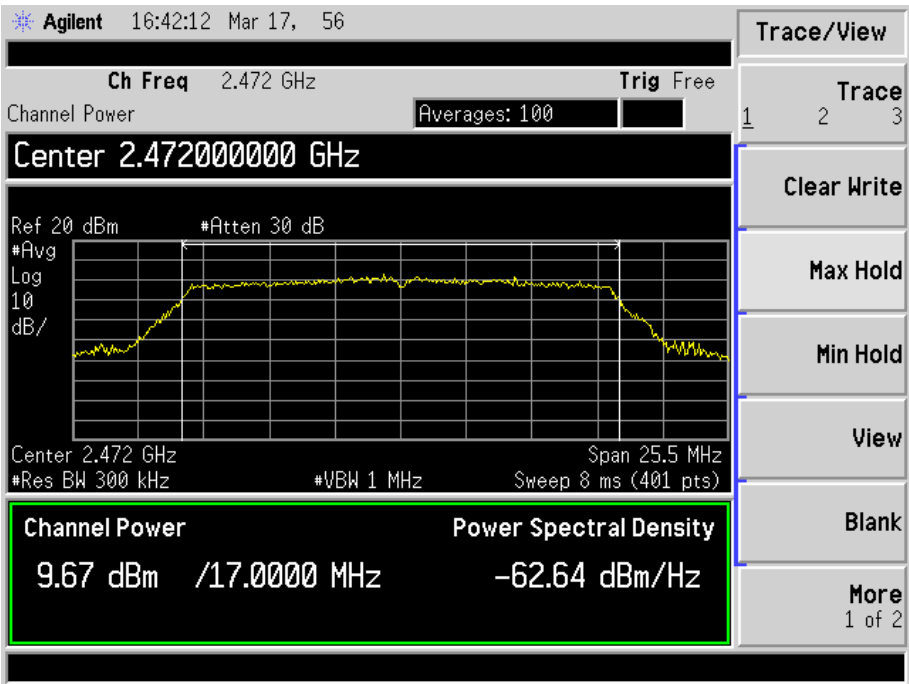 Agilent 16:42:12 Mar 17, 56
Trace/View
Ch Freq 2.472 GHz Trig Free
Channel Power Averages: 100
Trace
1 2 3
Center 2.472000000 GHz
Clear Write
Ref 20 dBm #Atten 30 dB
#Avg
Log
10
dB/
Max Hold
Min Hold
View
Center 2.472 GHz Span 25.5 MHz
#Res BW 300 kHz #VBW 1 MHz Sweep 8 ms (401 pts)
Channel Power Power Spectral Density
9.67 dBm /17.0000 MHz -62.64 dBm/Hz
Blank
More
1 of 2